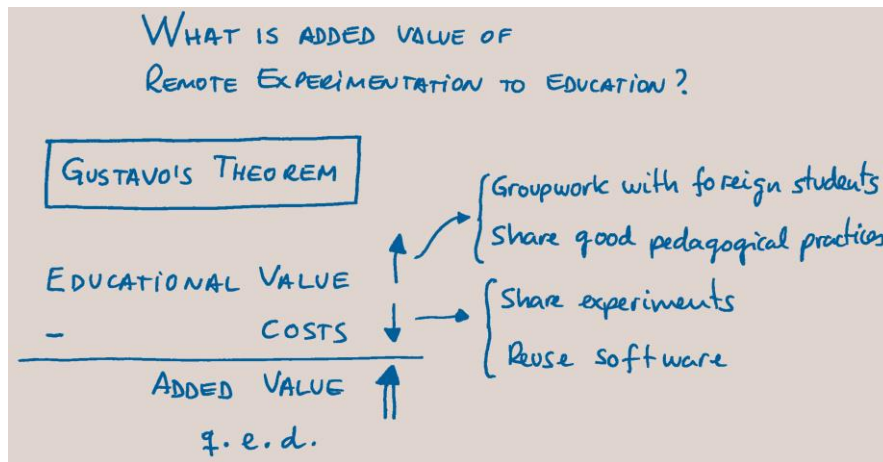 WHAT IS ADDED VALUE OF
REMOTE EXPERIMENTATION TO EDUCATION?
GUSTAVO'S THEOREM
EDUCATIONAL VALUE
- COSTS
ADDED VALUE
q.e.d.
Groupwork with foreign students
Share good pedagogical practices
Share experiments
Reuse software